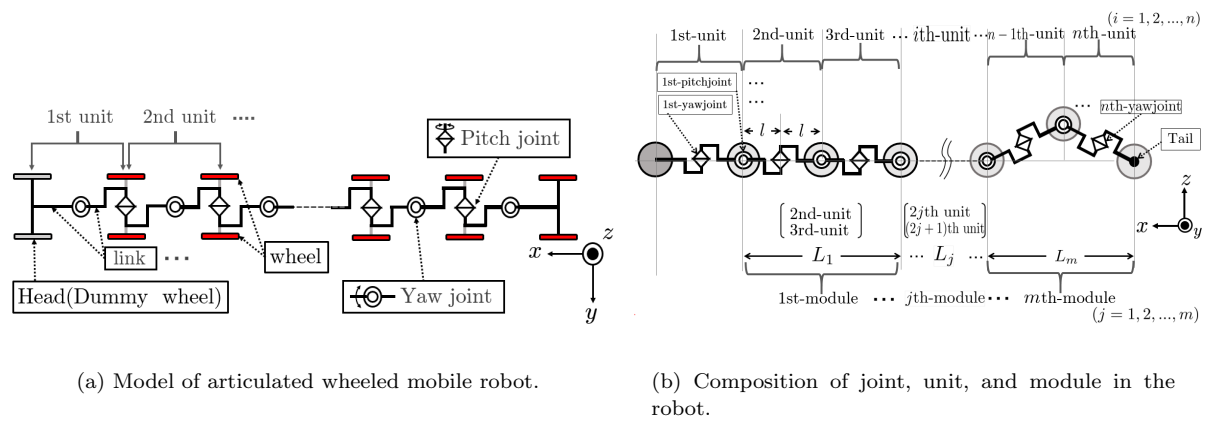 1st unit
2nd unit
Pitch joint
link
wheel
Head(Dummy wheel)
Yaw joint
x
z
y
(a) Model of articulated wheeled mobile robot.
(i = 1, 2, ..., n)
1st-unit 2nd-unit 3rd-unit ... ith-unit ... n − 1th-unit nth-unit
1st-pitchjoint ...
1st-yawjoint ...
... nth-yawjoint
Tail
l l
2nd-unit
3rd-unit
2jth unit
(2j + 1)th unit
z
x
y
L1 ... Lj ... Lm
1st-module ... jth-module ... mth-module
(j = 1, 2, ..., m)
(b) Composition of joint, unit, and module in the
robot.